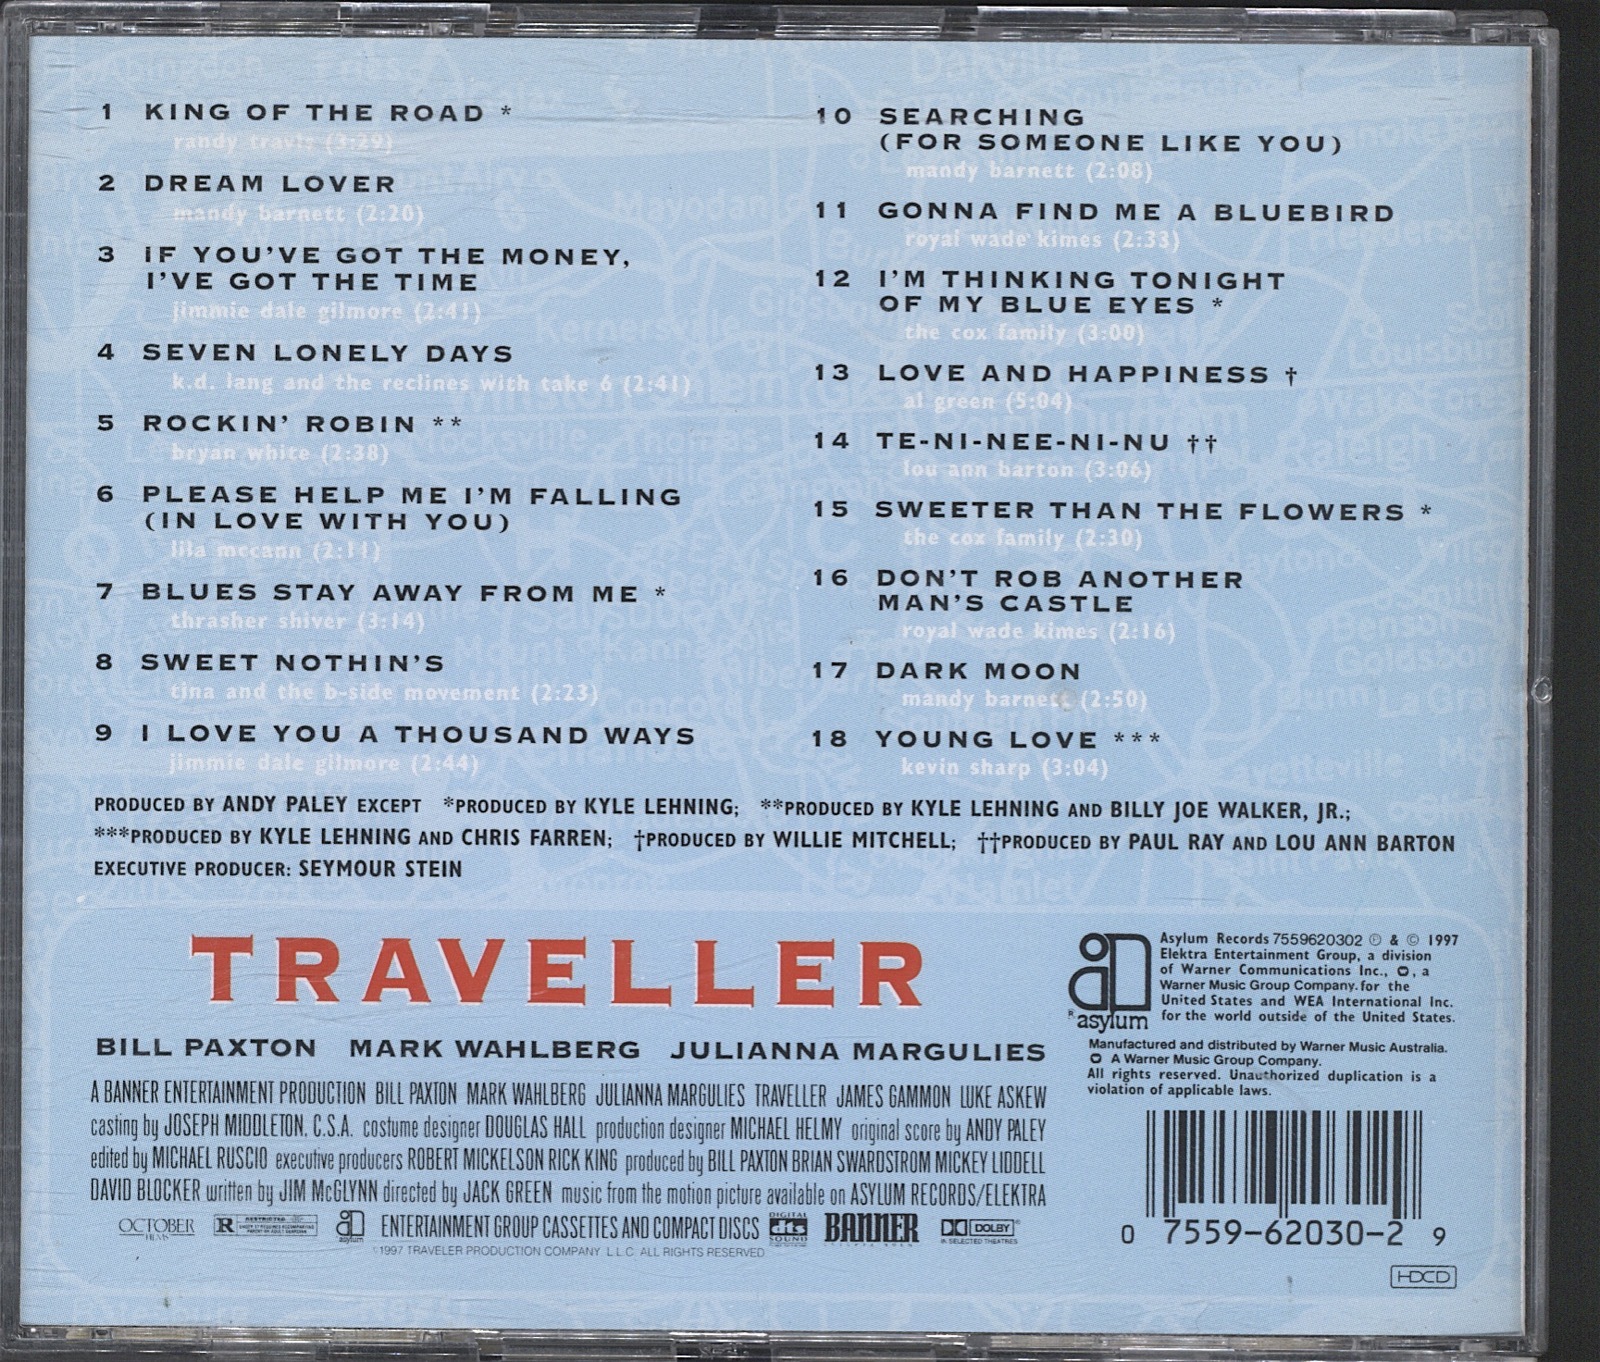 1 KING OF THE ROAD *
randy travis (3:29)
2 DREAM LOVER
mandy barnett (2:20)
3 IF YOU'VE GOT THE MONEY,
I'VE GOT THE TIME
jimmie dale gilmore (2:41)
4 SEVEN LONELY DAYS
k.d. lang and the reclines with take 6 (2:41)
5 ROCKIN' ROBIN **
bryan white (2:38)
6 PLEASE HELP ME I'M FALLING
(IN LOVE WITH YOU)
lila mccann (2:11)
7 BLUES STAY AWAY FROM ME *
thrasher shiver (3:14)
8 SWEET NOTHIN'S
tina and the b-side movement (2:23)
9 I LOVE YOU A THOUSAND WAYS
jimmie dale gilmore (2:44)
10 SEARCHING
(FOR SOMEONE LIKE YOU)
mandy barnett (2:08)
11 GONNA FIND ME A BLUEBIRD
royal wade kimes (2:33)
12 I'M THINKING TONIGHT
OF MY BLUE EYES *
the cox family (3:00)
13 LOVE AND HAPPINESS †
al green (5:04)
14 TE-NI-NEE-NI-NU ††
lou ann barton (3:06)
15 SWEETER THAN THE FLOWERS *
the cox family (2:30)
16 DON'T ROB ANOTHER
MAN'S CASTLE
royal wade kimes (2:16)
17 DARK MOON
mandy barnett (2:50)
18 YOUNG LOVE ***
kevin sharp (3:04)
PRODUCED BY ANDY PALEY EXCEPT *PRODUCED BY KYLE LEHNING; **PRODUCED BY KYLE LEHNING AND BILLY JOE WALKER, JR.;
***PRODUCED BY KYLE LEHNING AND CHRIS FARREN; †PRODUCED BY WILLIE MITCHELL; ††PRODUCED BY PAUL RAY AND LOU ANN BARTON
EXECUTIVE PRODUCER: SEYMOUR STEIN
TRAVELLER
BILL PAXTON MARK WAHLBERG JULIANNA MARGULIES
A BANNER ENTERTAINMENT PRODUCTION BILL PAXTON MARK WAHLBERG JULIANNA MARGULIES TRAVELLER JAMES GAMMON LUKE ASKEW
casting by JOSEPH MIDDLETON, C.S.A. costume designer DOUGLAS HALL production designer MICHAEL HELMY original score by ANDY PALEY
edited by MICHAEL RUSCIO executive producers ROBERT MICKELSON RICK KING produced by BILL PAXTON BRIAN SWARDSTROM MICKEY LIDDELL
DAVID BLOCKER written by JIM McGLYNN directed by JACK GREEN music from the motion picture available on ASYLUM RECORDS/ELEKTRA
OCTOBER FILMS R RESTRICTED asylum ENTERTAINMENT GROUP CASSETTES AND COMPACT DISCS DIGITAL dts SOUND BANNER DOLBY IN SELECTED THEATRES
©1997 TRAVELER PRODUCTION COMPANY L.L.C. ALL RIGHTS RESERVED
® asylum
Asylum Records 7559620302 ℗ & © 1997
Elektra Entertainment Group, a division
of Warner Communications Inc., , a
Warner Music Group Company. for the
United States and WEA International Inc.
for the world outside of the United States.
Manufactured and distributed by Warner Music Australia.
A Warner Music Group Company.
All rights reserved. Unauthorized duplication is a
violation of applicable laws.
0 7559-62030-2 9
HDCD